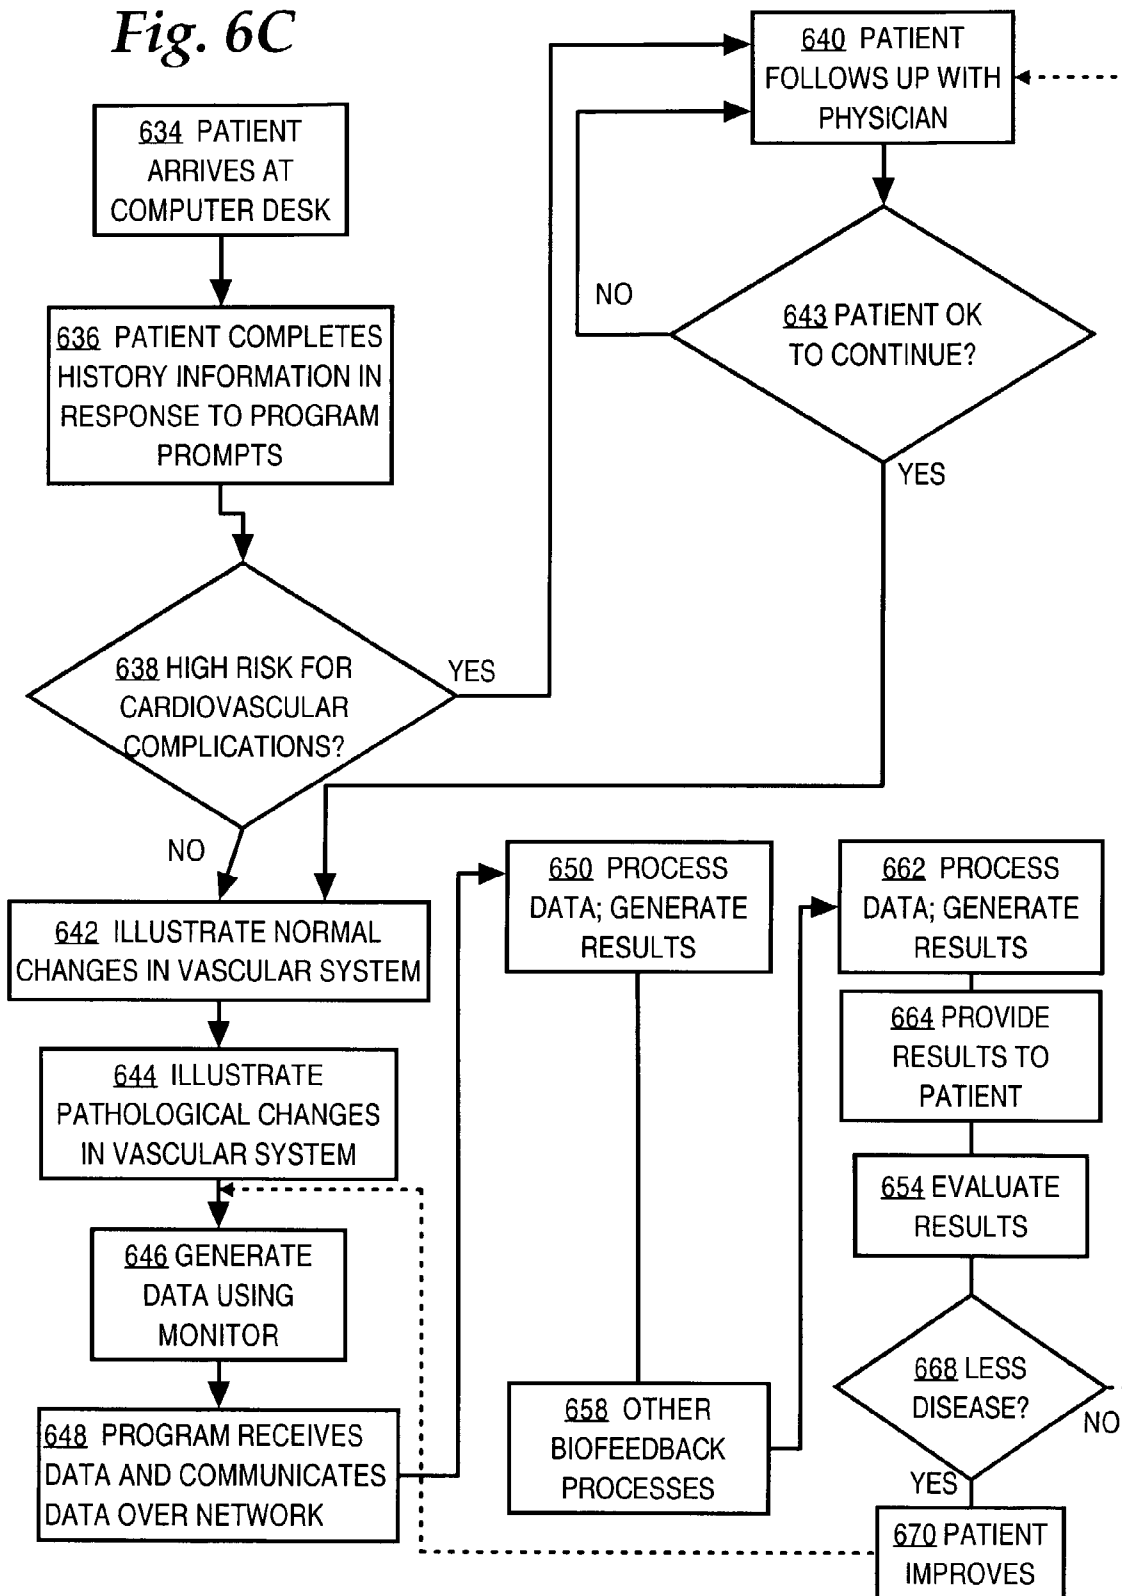 Fig. 6C
634 PATIENT
ARRIVES AT
COMPUTER DESK
636 PATIENT COMPLETES
HISTORY INFORMATION IN
RESPONSE TO PROGRAM
PROMPTS
638 HIGH RISK FOR
CARDIOVASCULAR
COMPLICATIONS?
YES
NO
640 PATIENT
FOLLOWS UP WITH
PHYSICIAN
643 PATIENT OK
TO CONTINUE?
NO
YES
642 ILLUSTRATE NORMAL
CHANGES IN VASCULAR SYSTEM
644 ILLUSTRATE
PATHOLOGICAL CHANGES
IN VASCULAR SYSTEM
646 GENERATE
DATA USING
MONITOR
648 PROGRAM RECEIVES
DATA AND COMMUNICATES
DATA OVER NETWORK
650 PROCESS
DATA; GENERATE
RESULTS
658 OTHER
BIOFEEDBACK
PROCESSES
662 PROCESS
DATA; GENERATE
RESULTS
664 PROVIDE
RESULTS TO
PATIENT
654 EVALUATE
RESULTS
668 LESS
DISEASE?
NO
YES
670 PATIENT
IMPROVES